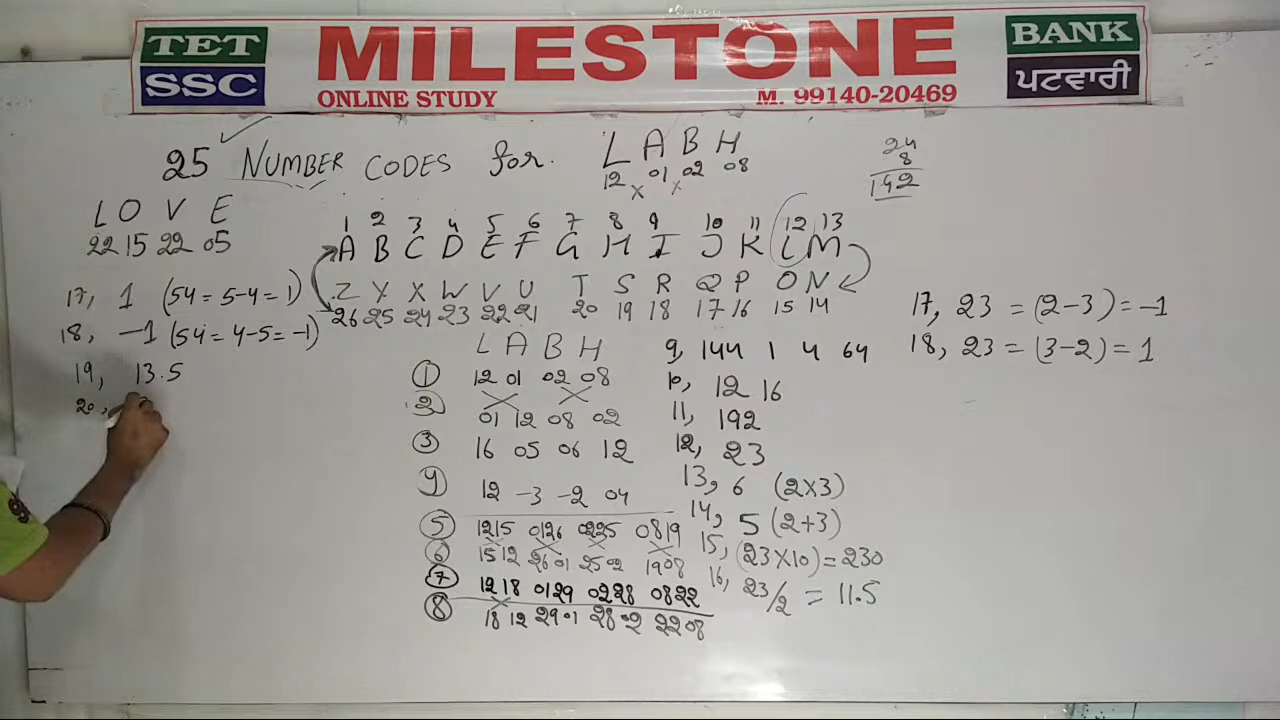 TET
SSC
MILESTONE
ONLINE STUDY
M. 99140-20469
BANK
ਪਟਵਾਰੀ
25 NUMBER CODES for. L A B H
12 01 02 08
24
8
192
L O V E
22 15 22 05
1 2 3 4 5 6 7 8 9 10 11 12 13
A B C D E F G H I J K L M
Z Y X W V U T S R Q P O N
26 25 24 23 22 21 20 19 18 17 16 15 14
17, 1 (54 = 5-4 = 1)
18, -1 (54 = 4-5 = -1)
19, 13.5
20,
L A B H
① 12 01 02 08
2 01 12 08 02
③ 16 05 06 12
4 12 -3 -2 04
⑤ 1215 0126 0225 0819
⑥ 1512 2601 2502 1908
⑦ 1218 0129 0228 0822
⑧ 1812 2901 2802 2208
9, 144 1 4 64
10, 12 16
11, 192
12, 23
13, 6 (2×3)
14, 5 (2+3)
15, (23×10) = 230
16, 23/2 = 11.5
17, 23 = (2-3) = -1
18, 23 = (3-2) = 1